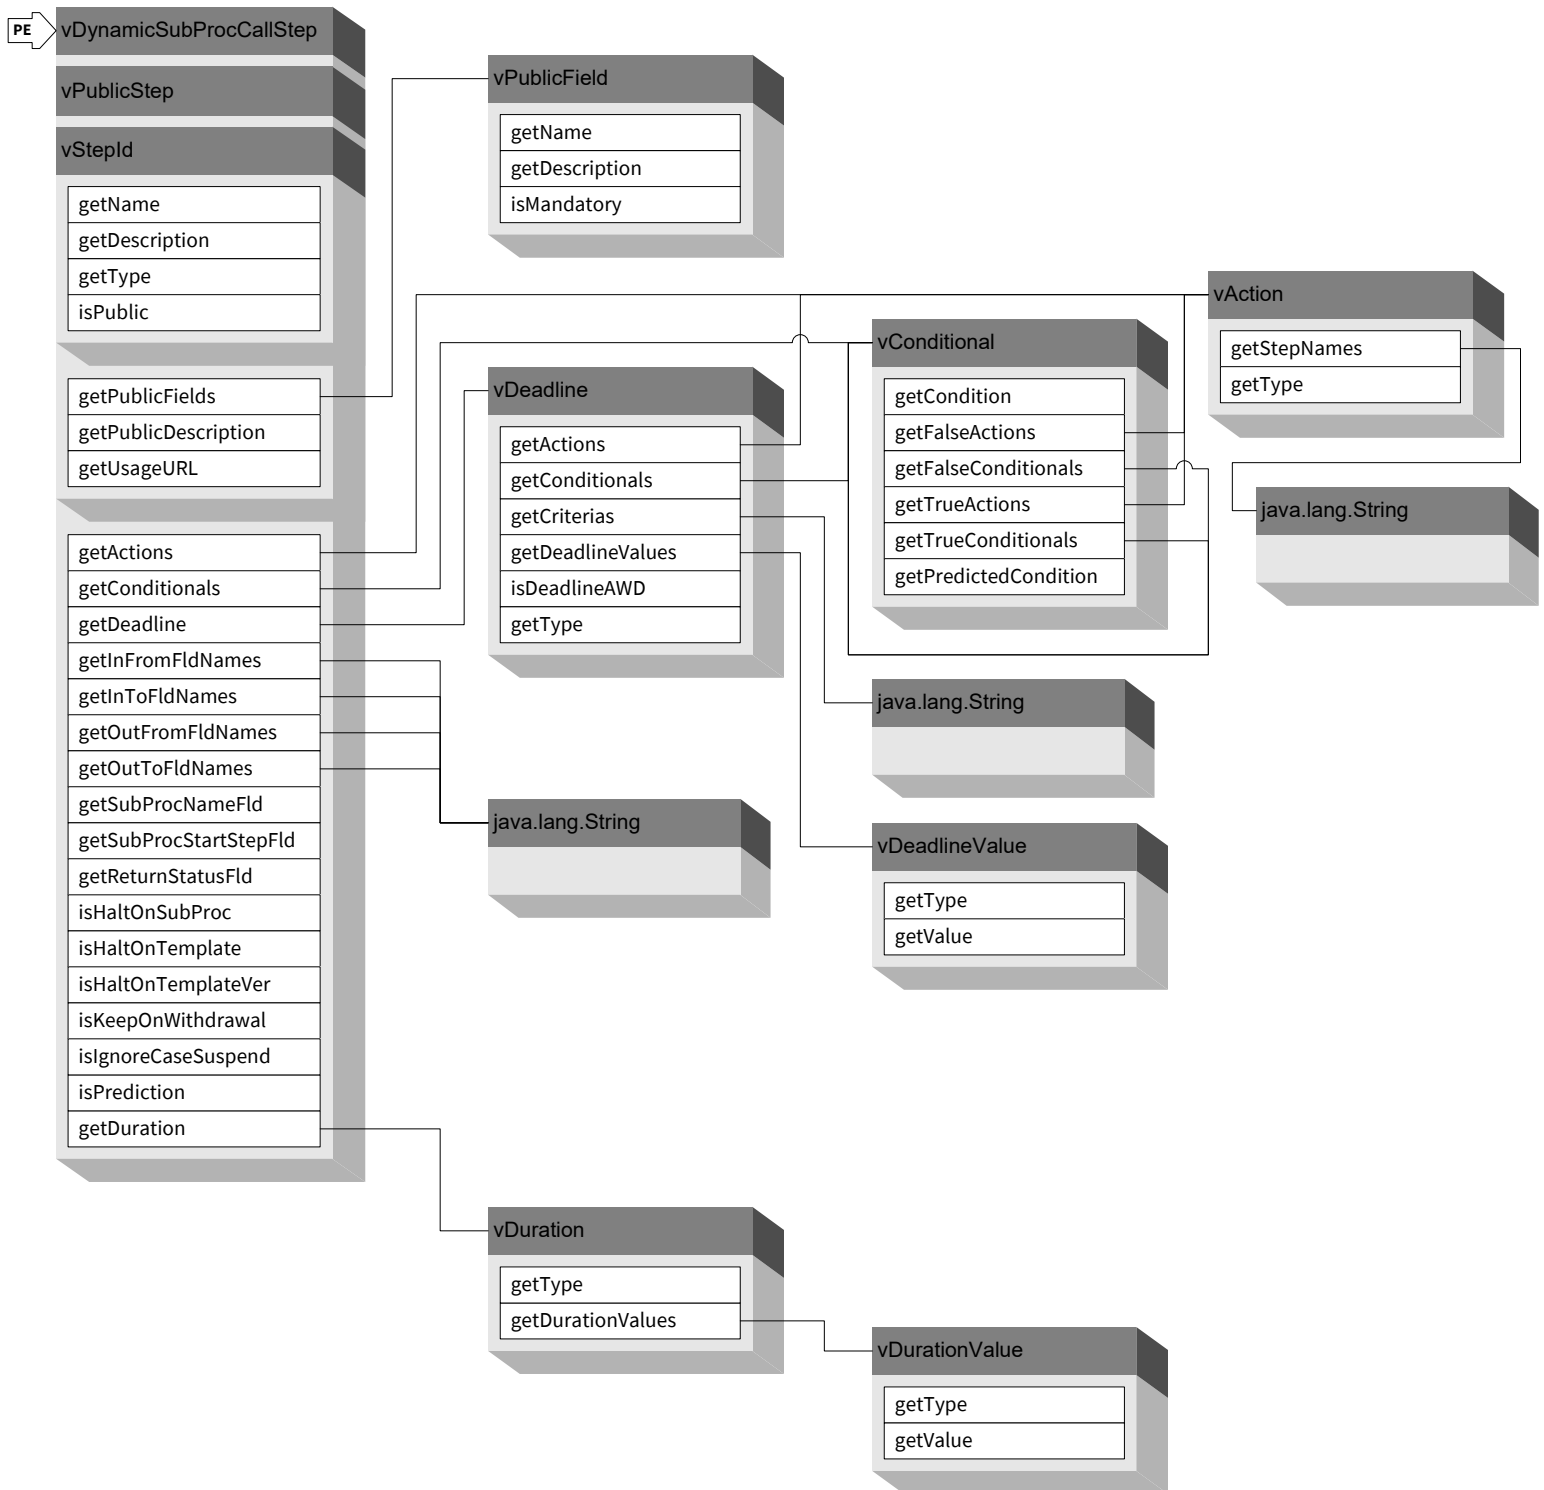 PE
vDynamicSubProcCallStep
vPublicStep
vStepId
getName
getDescription
getType
isPublic
getPublicFields
getPublicDescription
getUsageURL
getActions
getConditionals
getDeadline
getInFromFldNames
getInToFldNames
getOutFromFldNames
getOutToFldNames
getSubProcNameFld
getSubProcStartStepFld
getReturnStatusFld
isHaltOnSubProc
isHaltOnTemplate
isHaltOnTemplateVer
isKeepOnWithdrawal
isIgnoreCaseSuspend
isPrediction
getDuration
vPublicField
getName
getDescription
isMandatory
vDeadline
getActions
getConditionals
getCriterias
getDeadlineValues
isDeadlineAWD
getType
java.lang.String
vDuration
getType
getDurationValues
vConditional
getCondition
getFalseActions
getFalseConditionals
getTrueActions
getTrueConditionals
getPredictedCondition
java.lang.String
vDeadlineValue
getType
getValue
vDurationValue
getType
getValue
vAction
getStepNames
getType
java.lang.String